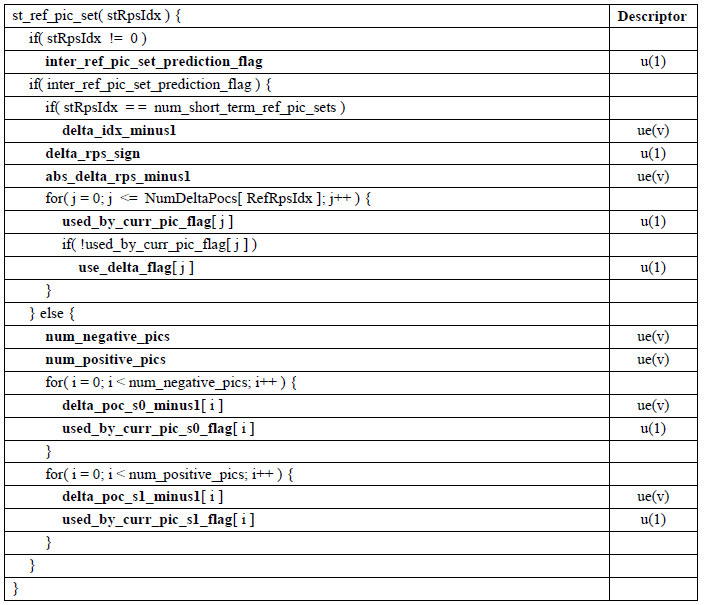 st_ref_pic_set( stRpsIdx ) { Descriptor
if( stRpsIdx != 0 )
inter_ref_pic_set_prediction_flag u(1)
if( inter_ref_pic_set_prediction_flag ) {
if( stRpsIdx = = num_short_term_ref_pic_sets )
delta_idx_minus1 ue(v)
delta_rps_sign u(1)
abs_delta_rps_minus1 ue(v)
for( j = 0; j <= NumDeltaPocs[ RefRpsIdx ]; j++ ) {
used_by_curr_pic_flag[ j ] u(1)
if( !used_by_curr_pic_flag[ j ] )
use_delta_flag[ j ] u(1)
}
} else {
num_negative_pics ue(v)
num_positive_pics ue(v)
for( i = 0; i < num_negative_pics; i++ ) {
delta_poc_s0_minus1[ i ] ue(v)
used_by_curr_pic_s0_flag[ i ] u(1)
}
for( i = 0; i < num_positive_pics; i++ ) {
delta_poc_s1_minus1[ i ] ue(v)
used_by_curr_pic_s1_flag[ i ] u(1)
}
}
}